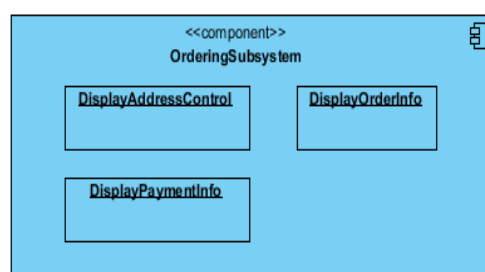 <<component>>
OrderingSubsystem
DisplayAddressControl
DisplayOrderInfo
DisplayPaymentInfo